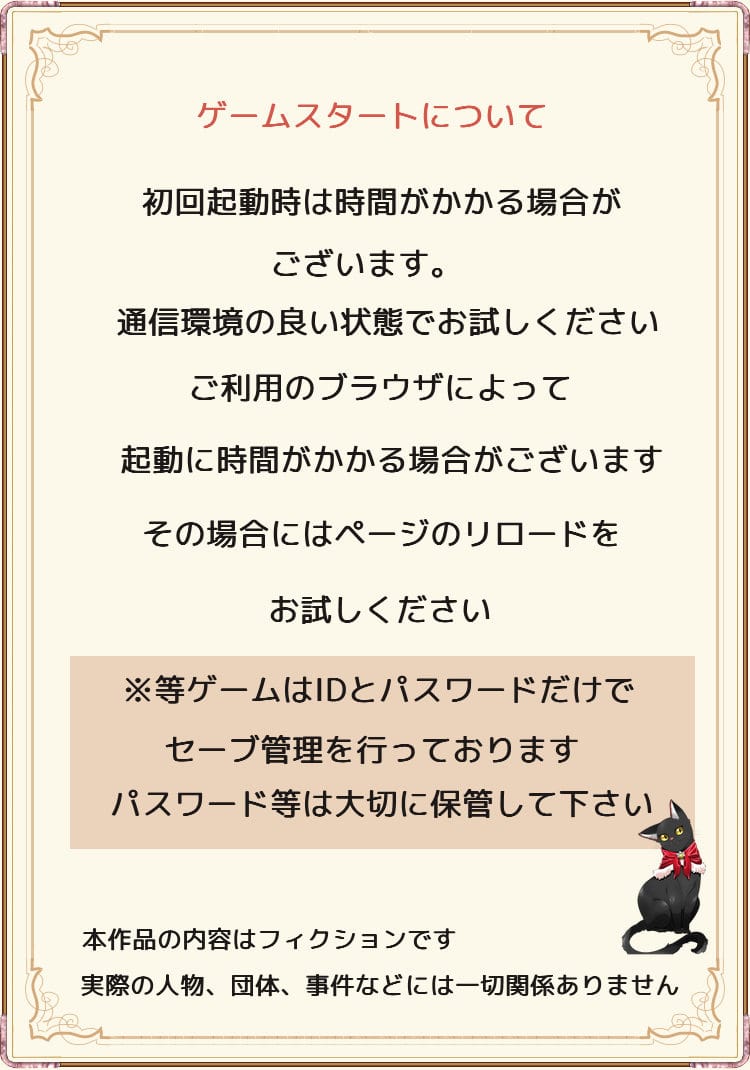 ゲームスタートについて
初回起動時は時間がかかる場合が
ございます。
通信環境の良い状態でお試しください
ご利用のブラウザによって
起動に時間がかかる場合がございます
その場合にはページのリロードを
お試しください
※等ゲームはIDとパスワードだけで
セーブ管理を行っております
パスワード等は大切に保管して下さい
本作品の内容はフィクションです
実際の人物、団体、事件などには一切関係ありません